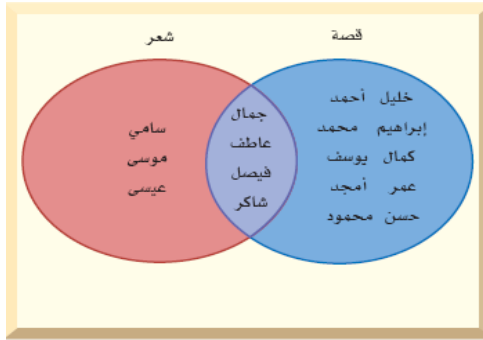 قصة
شعر
خليل أحمد
إبراهيم محمد
كمال يوسف
عمر أمجد
حسن محمود
جمال
عاطف
فيصل
شاكر
سامي
موسى
عيسى